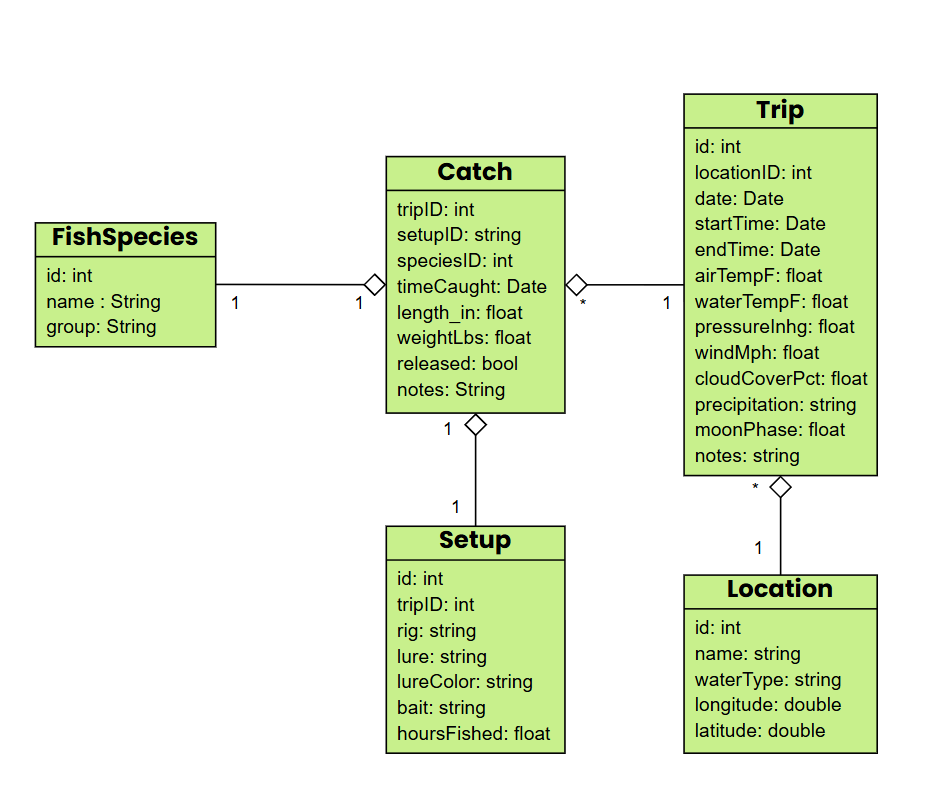 FishSpecies
id: int
name : String
group: String
1
1
Catch
tripID: int
setupID: string
speciesID: int
timeCaught: Date
length_in: float
weightLbs: float
released: bool
notes: String
*
1
Trip
id: int
locationID: int
date: Date
startTime: Date
endTime: Date
airTempF: float
waterTempF: float
pressureInhg: float
windMph: float
cloudCoverPct: float
precipitation: string
moonPhase: float
notes: string
1
1
Setup
id: int
tripID: int
rig: string
lure: string
lureColor: string
bait: string
hoursFished: float
*
1
Location
id: int
name: string
waterType: string
longitude: double
latitude: double